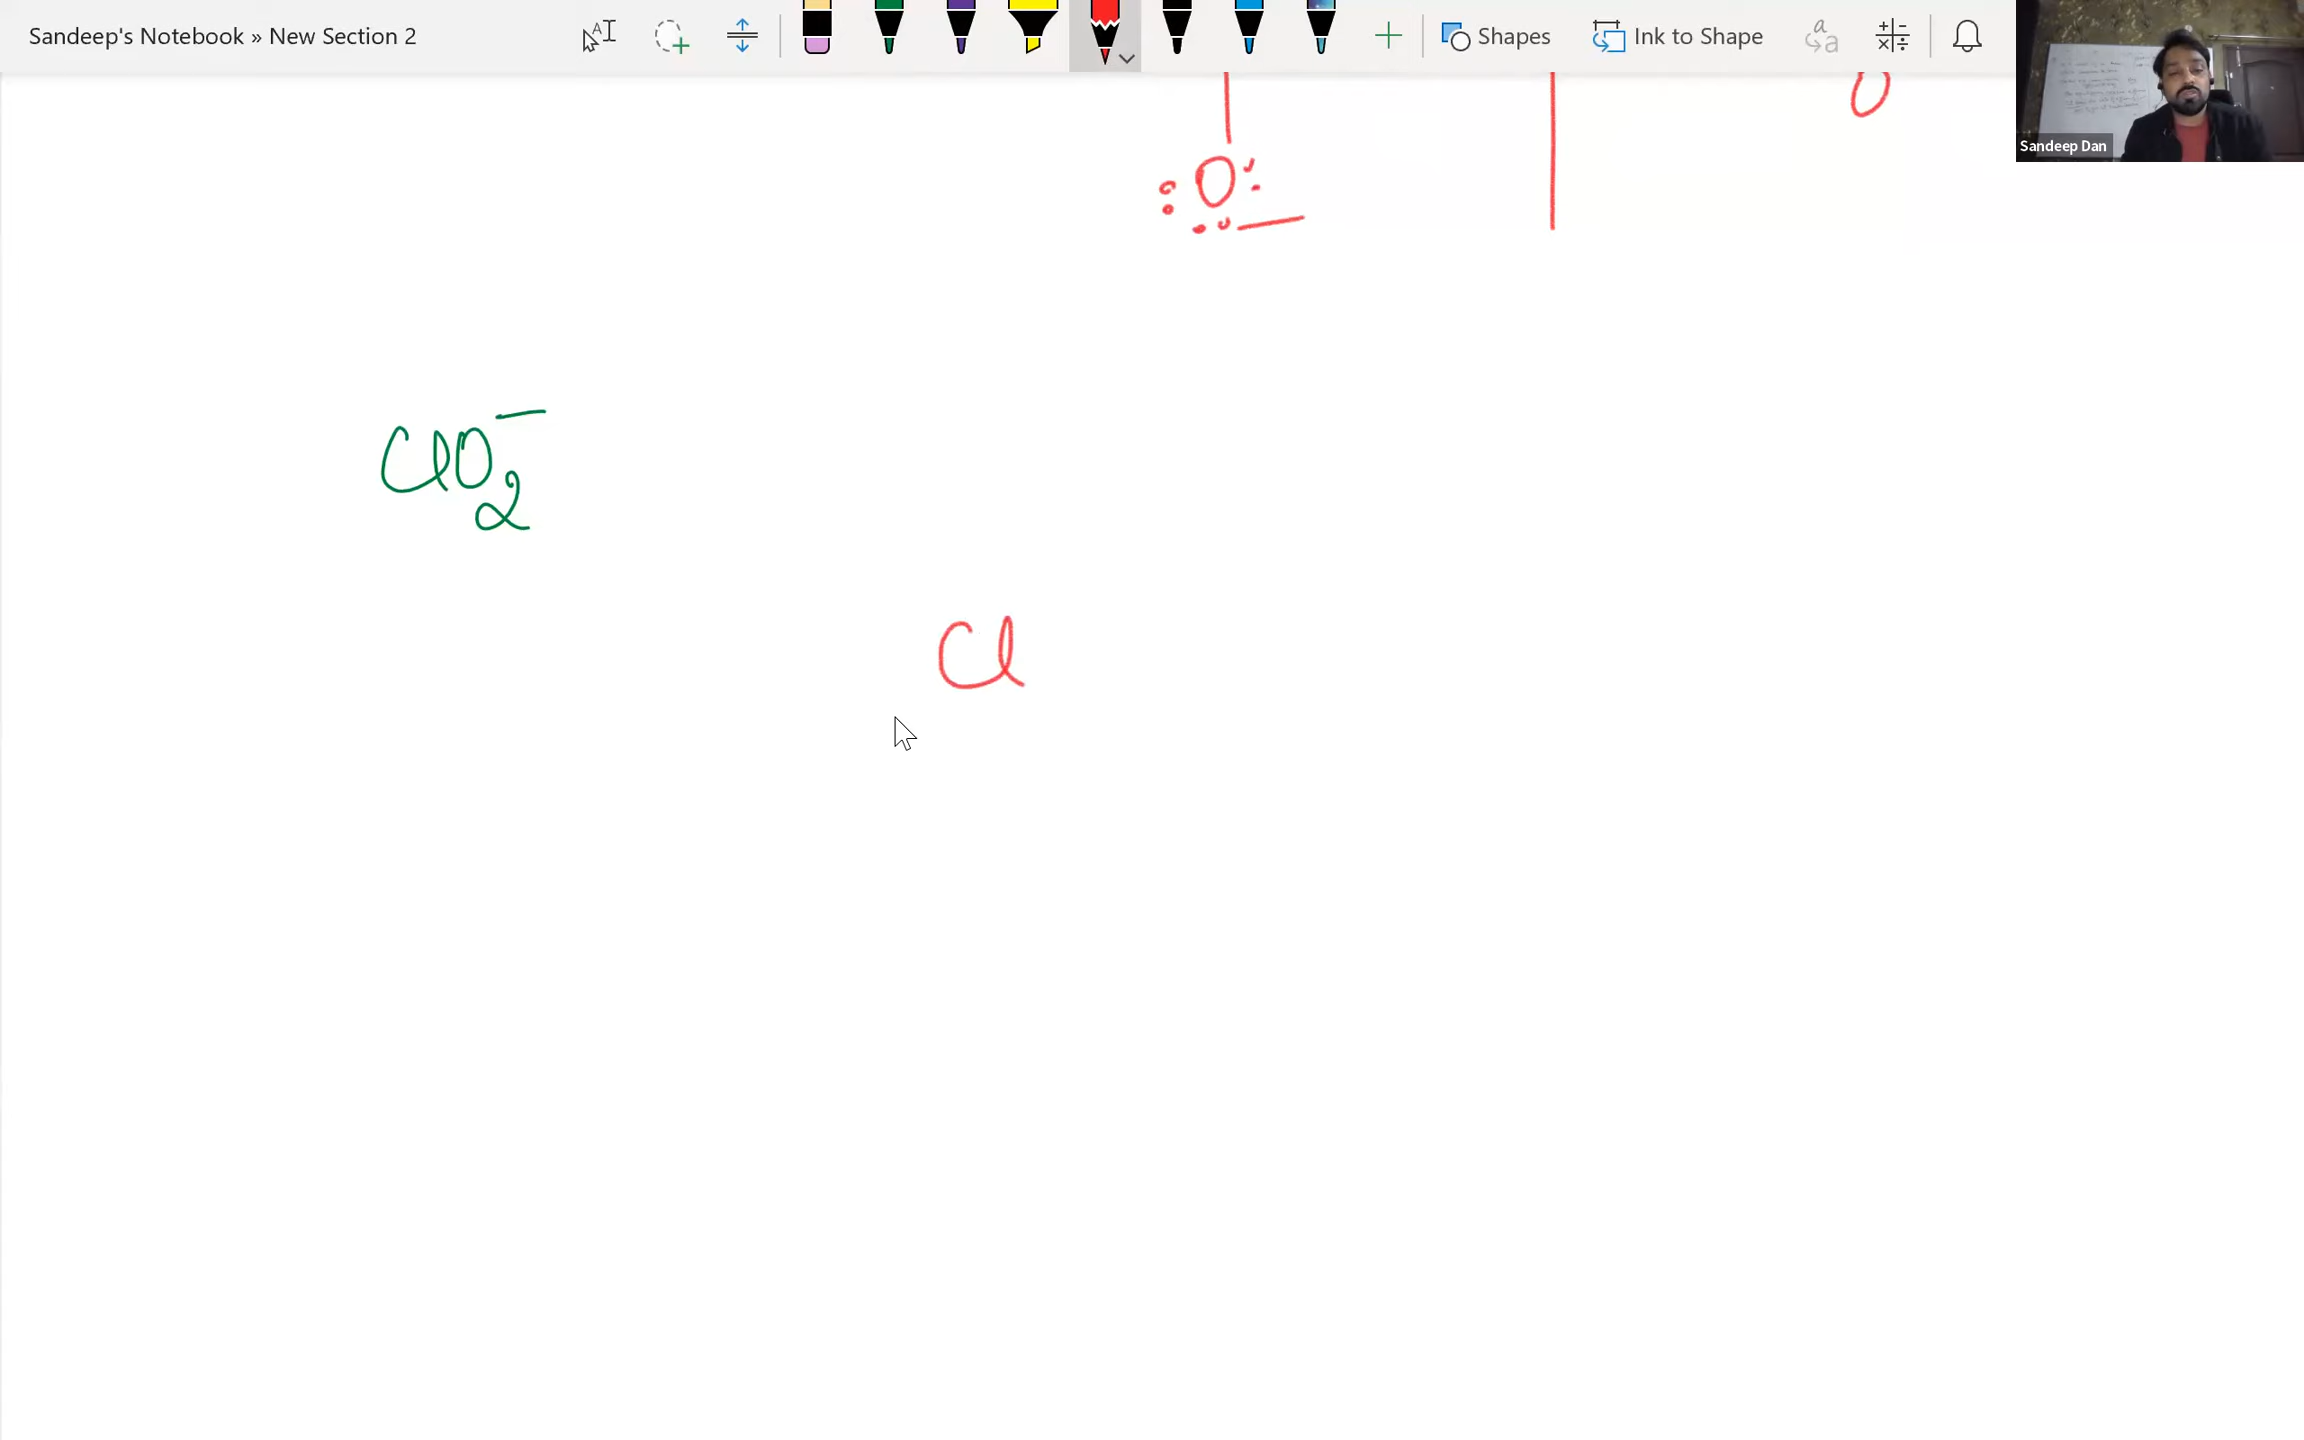 Sandeep's Notebook » New Section 2
Shapes
Ink to Shape
Sandeep Dan
O
:O:
ClO₂⁻
Cl